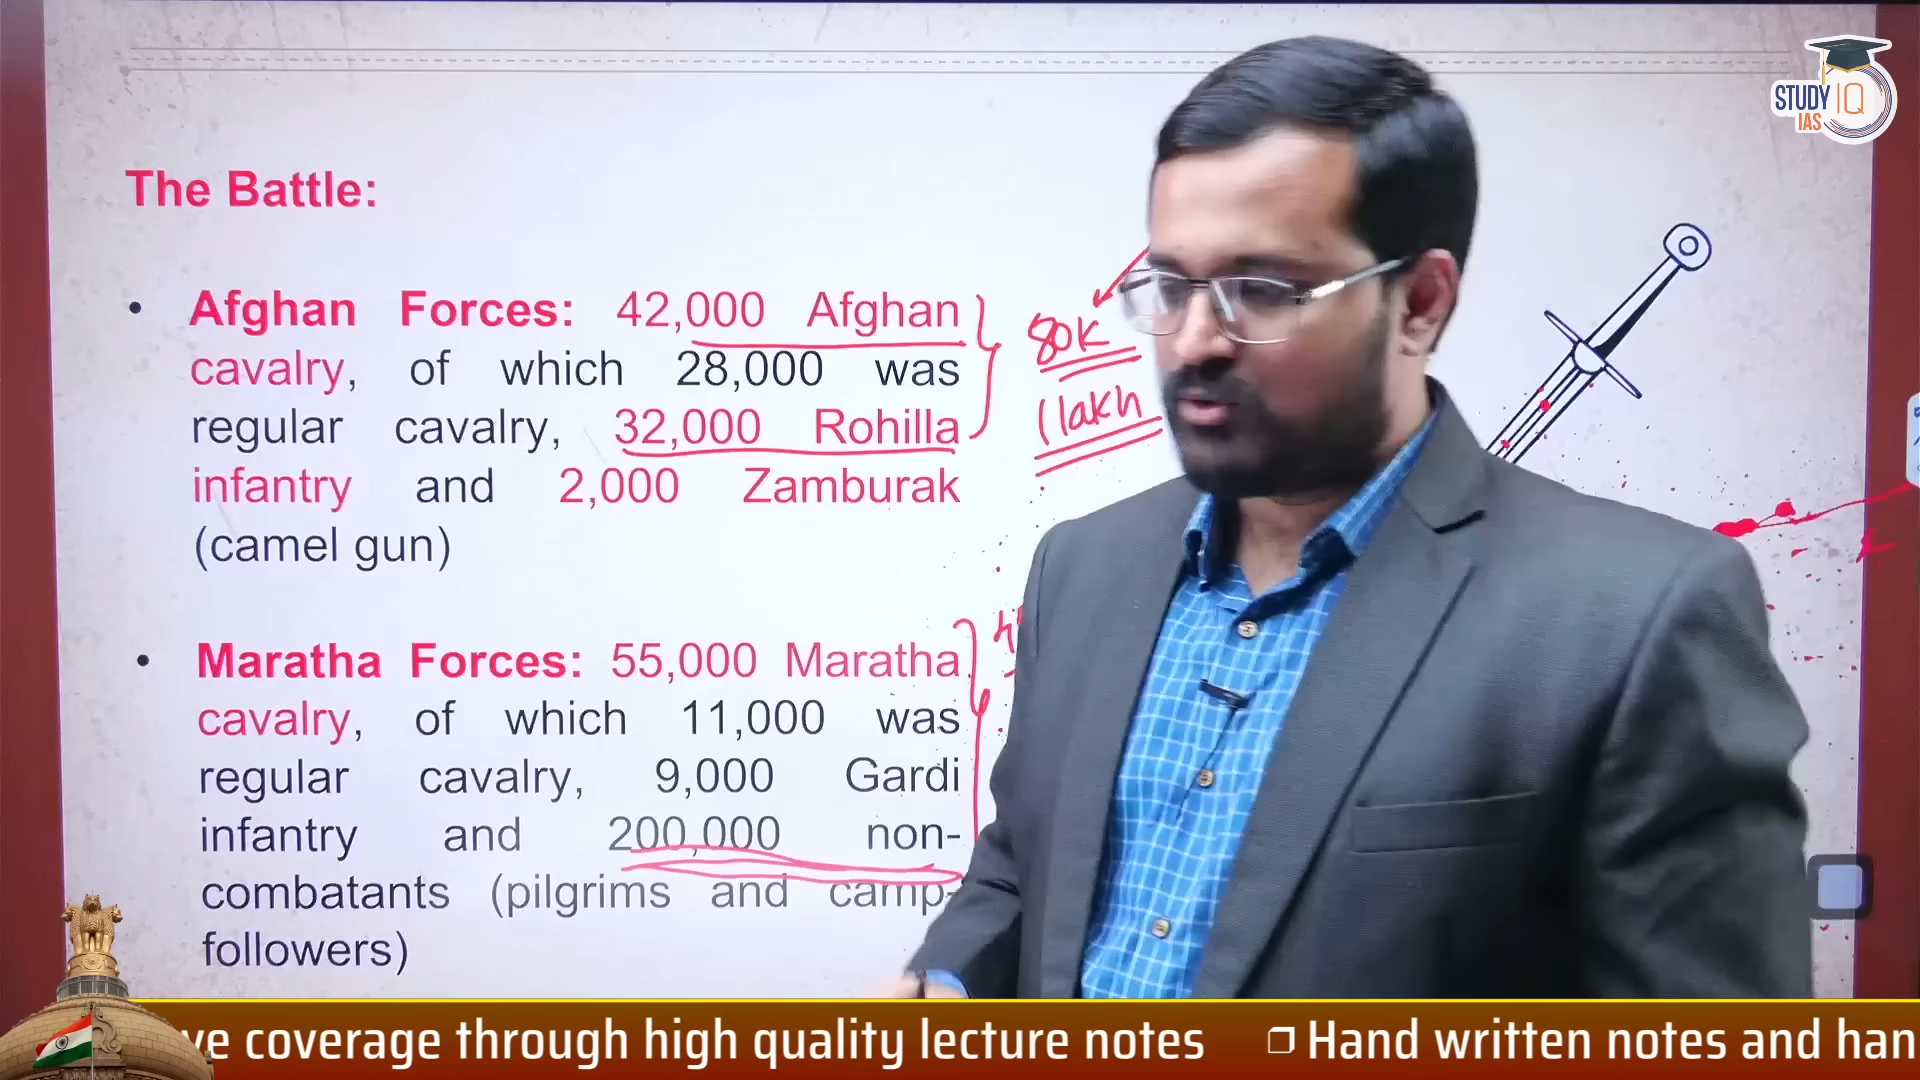 STUDY IQ
IAS
The Battle:
• Afghan Forces: 42,000 Afghan
cavalry, of which 28,000 was
regular cavalry, 32,000 Rohilla
infantry and 2,000 Zamburak
(camel gun)
80K
1 lakh
• Maratha Forces: 55,000 Maratha
cavalry, of which 11,000 was
regular cavalry, 9,000 Gardi
infantry and 200,000 non-
combatants (pilgrims and camp-
followers)
ve coverage through high quality lecture notes ❒ Hand written notes and han